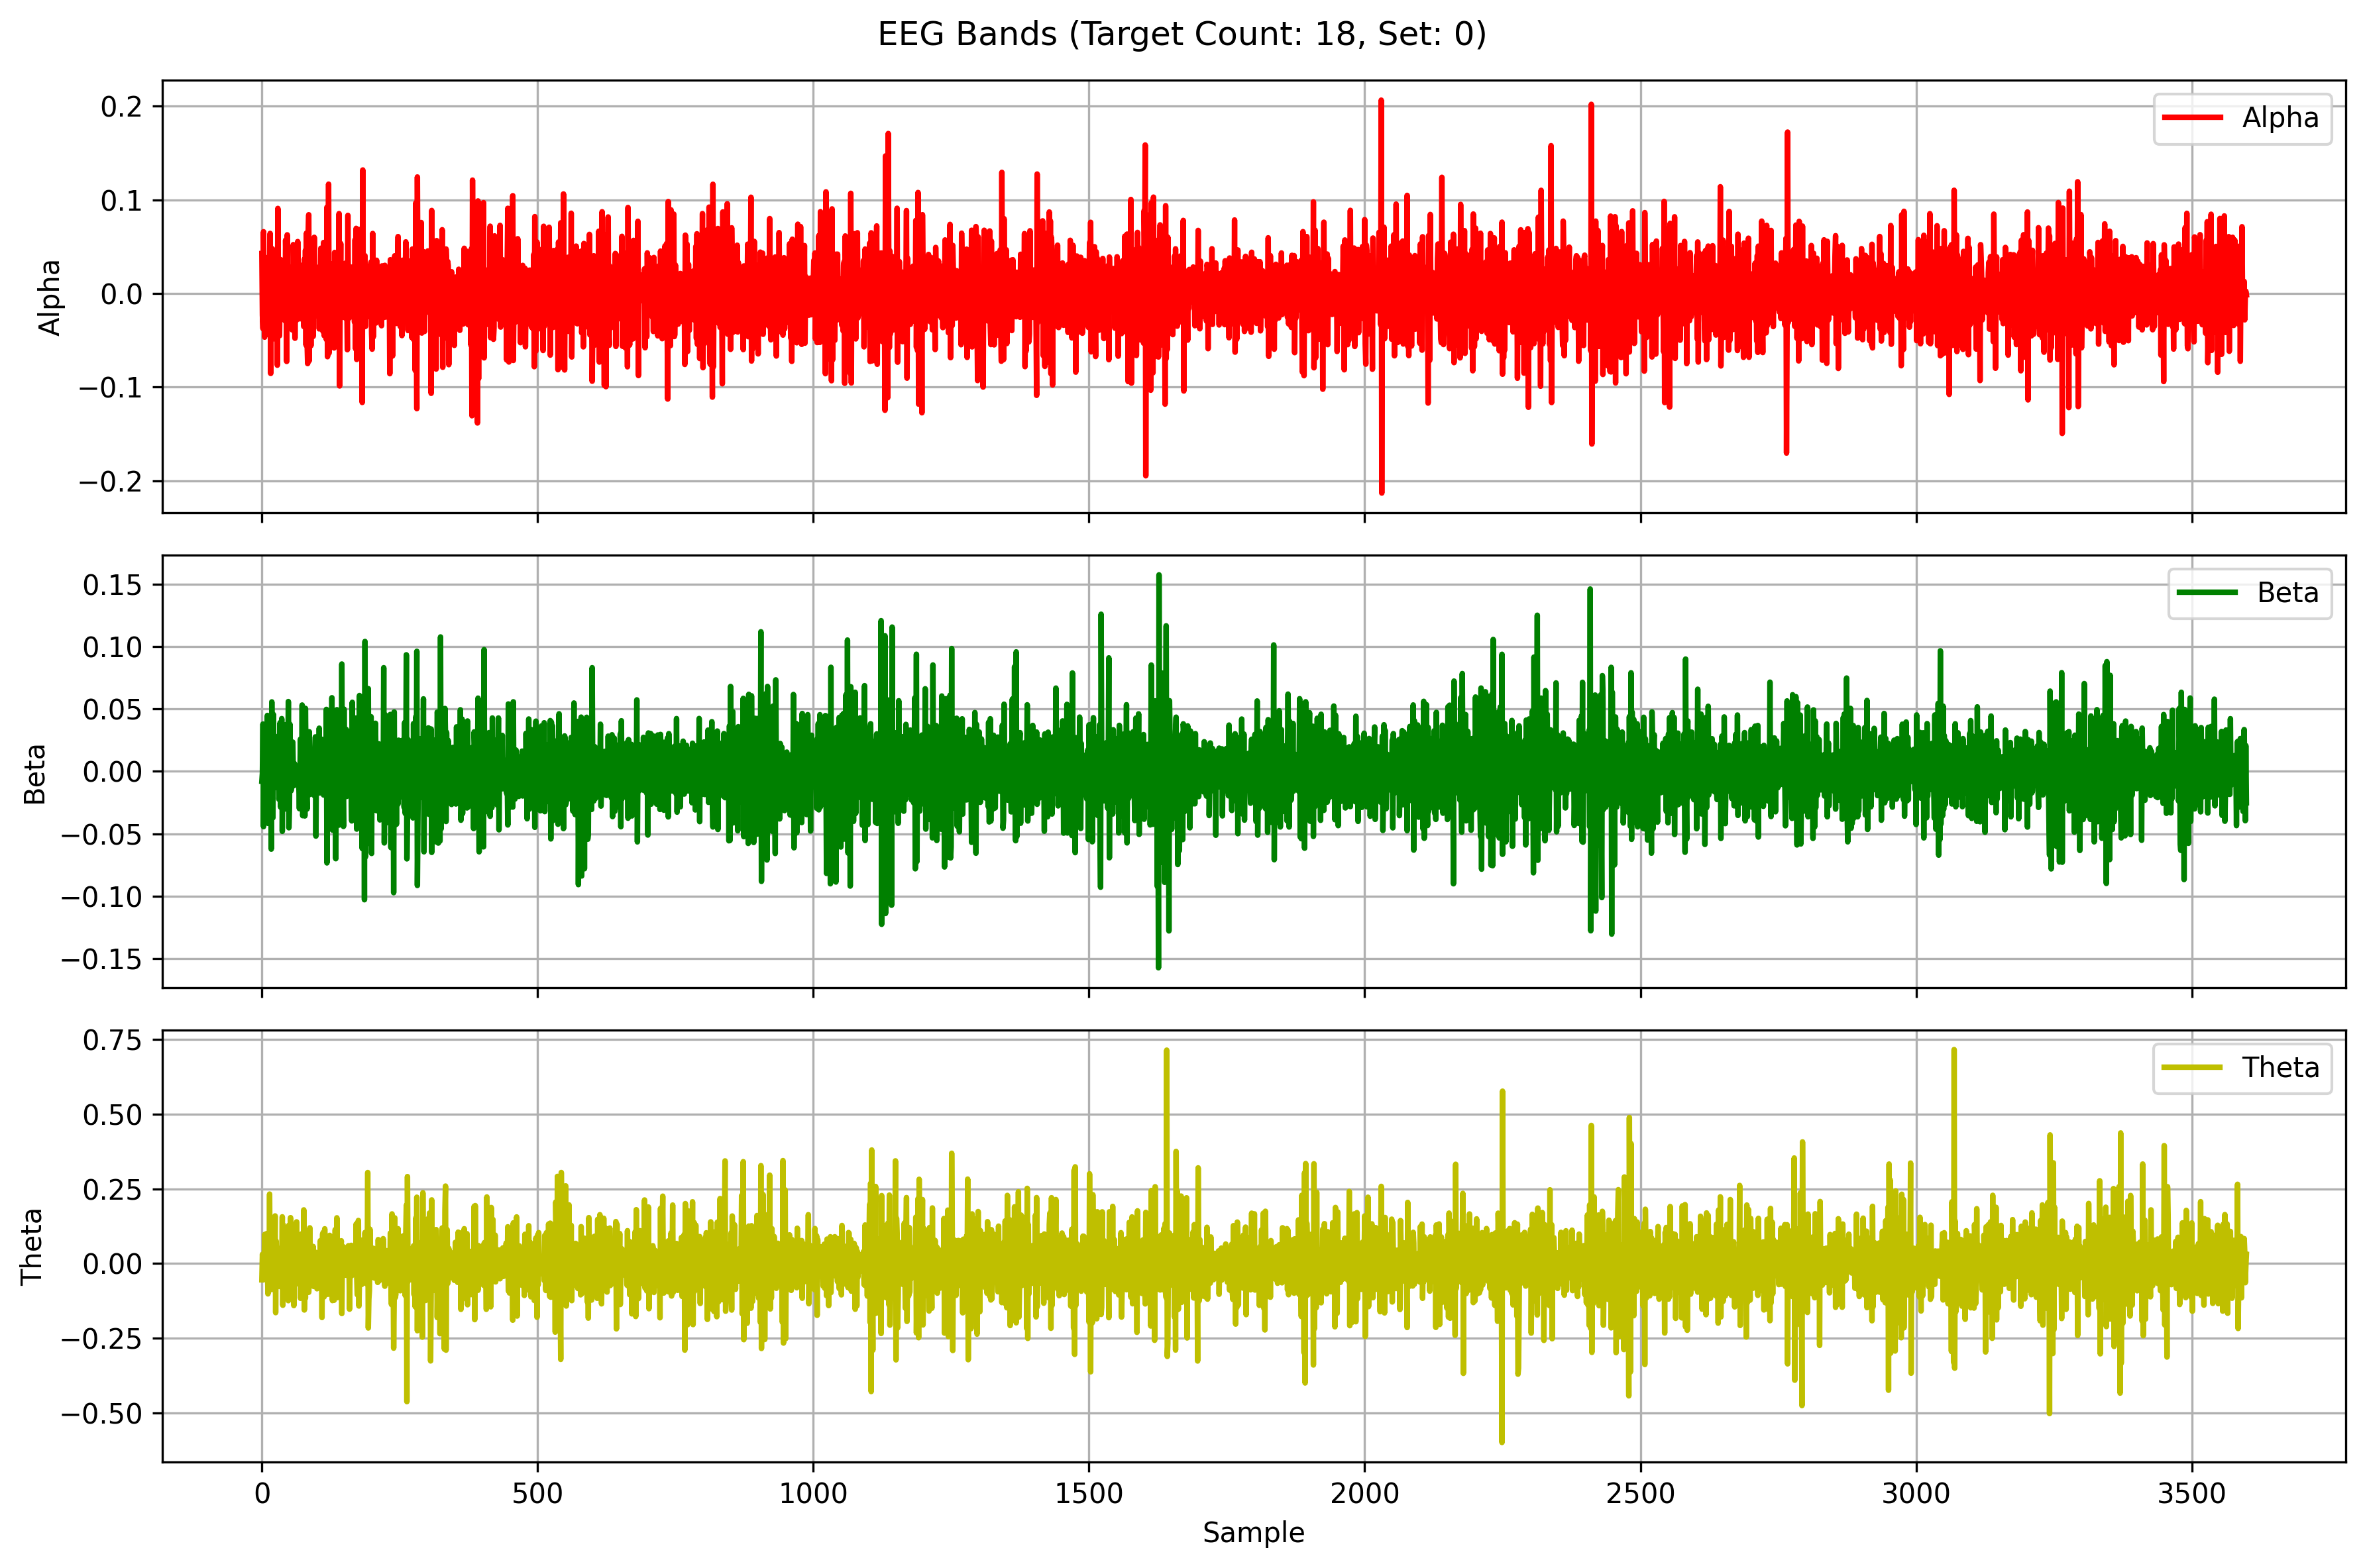 EEG Bands (Target Count: 18, Set: 0)
Alpha
0.2
0.1
0.0
−0.1
−0.2
Alpha
Beta
0.15
0.10
0.05
0.00
−0.05
−0.10
−0.15
Beta
Theta
0.75
0.50
0.25
0.00
−0.25
−0.50
Theta
0 500 1000 1500 2000 2500 3000 3500
Sample